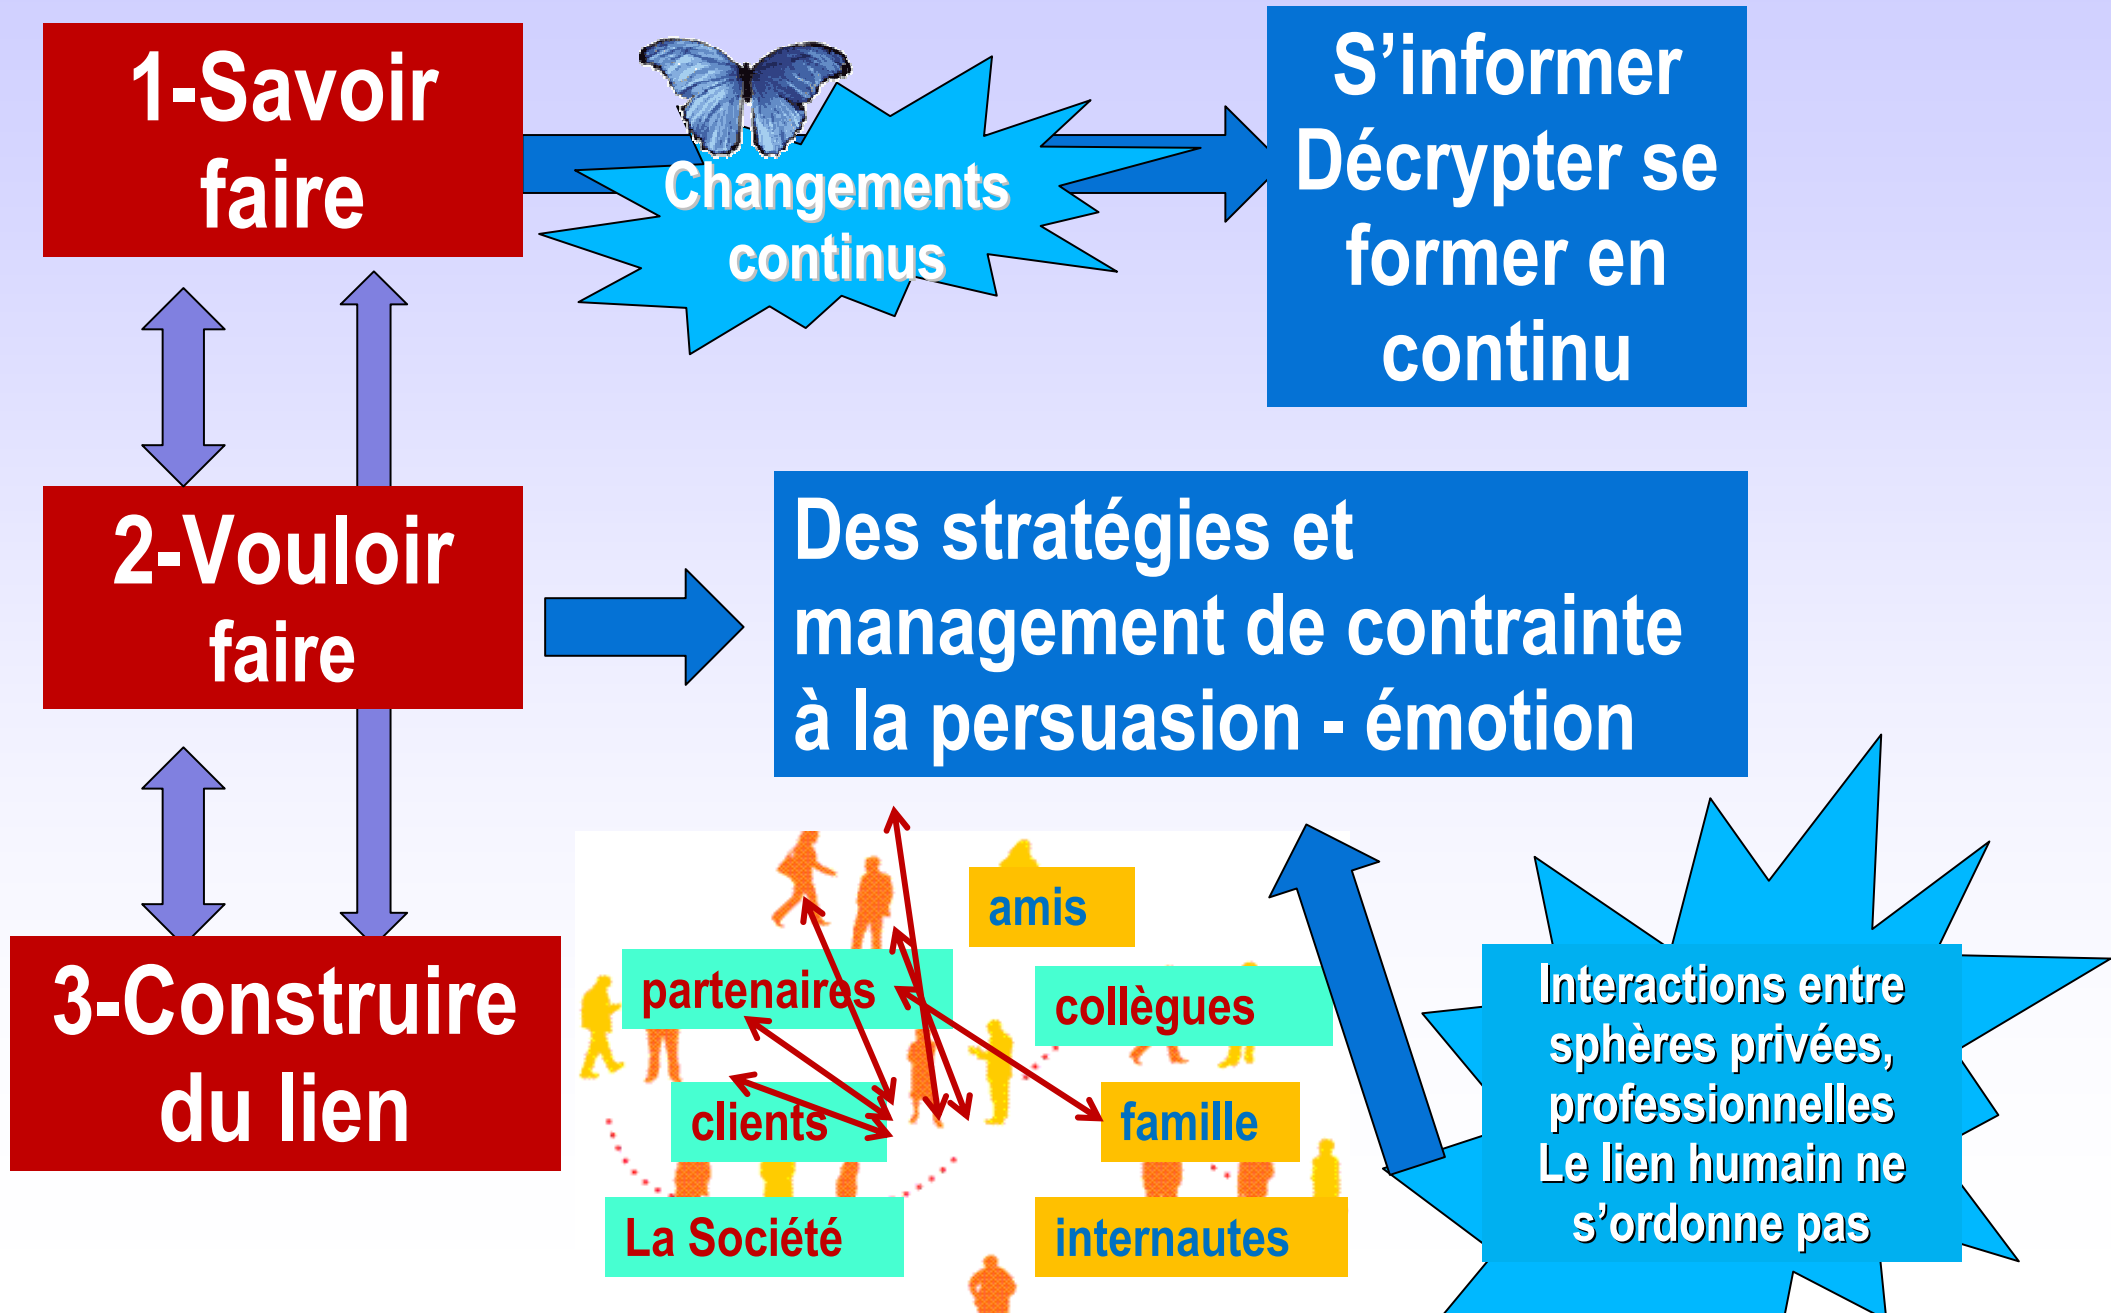 1-Savoir
faire
Changements
continus
S’informer
Décrypter se
former en
continu
2-Vouloir
faire
Des stratégies et
management de contrainte
à la persuasion - émotion
3-Construire
du lien
amis
partenaires
collègues
clients
famille
La Société
internautes
Interactions entre
sphères privées,
professionnelles
Le lien humain ne
s’ordonne pas